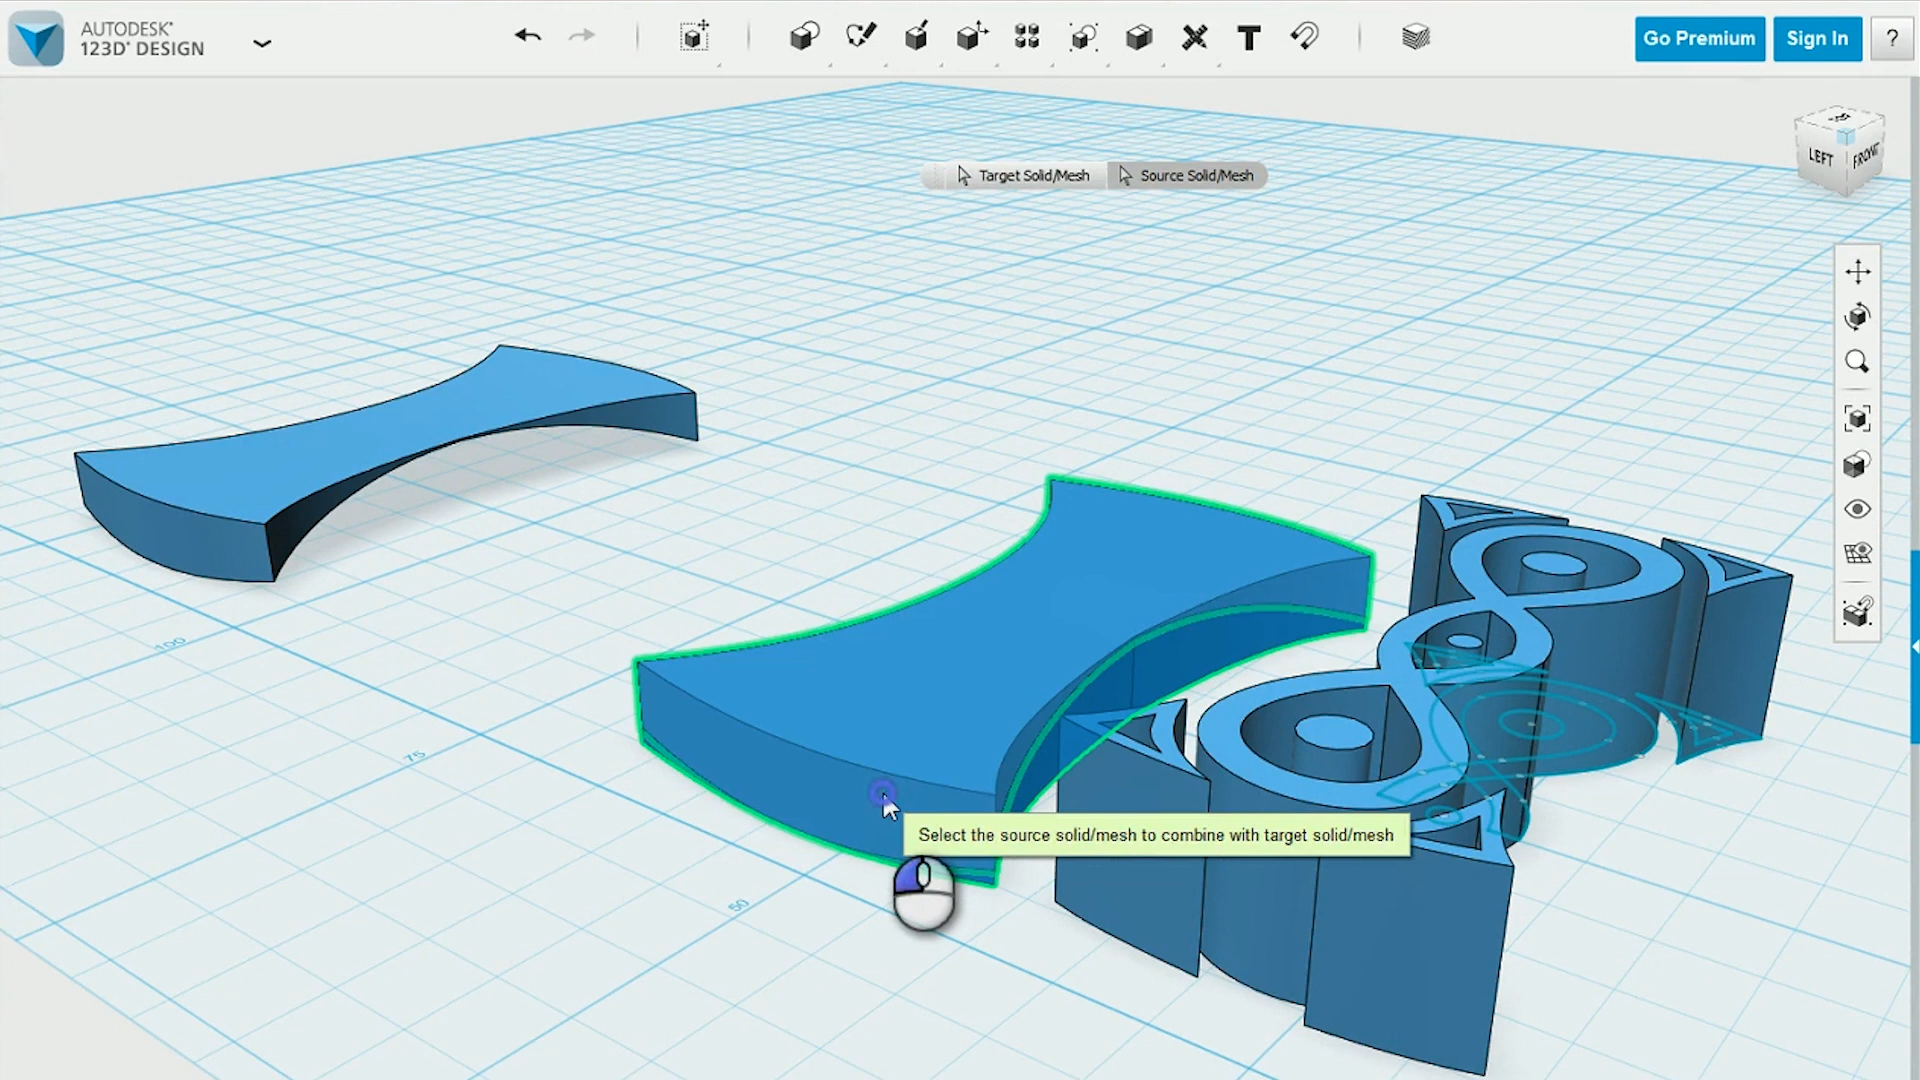 AUTODESK®
123D® DESIGN
Go Premium
Sign In
?
Target Solid/Mesh
Source Solid/Mesh
LEFT
FRONT
100
75
50
Select the source solid/mesh to combine with target solid/mesh